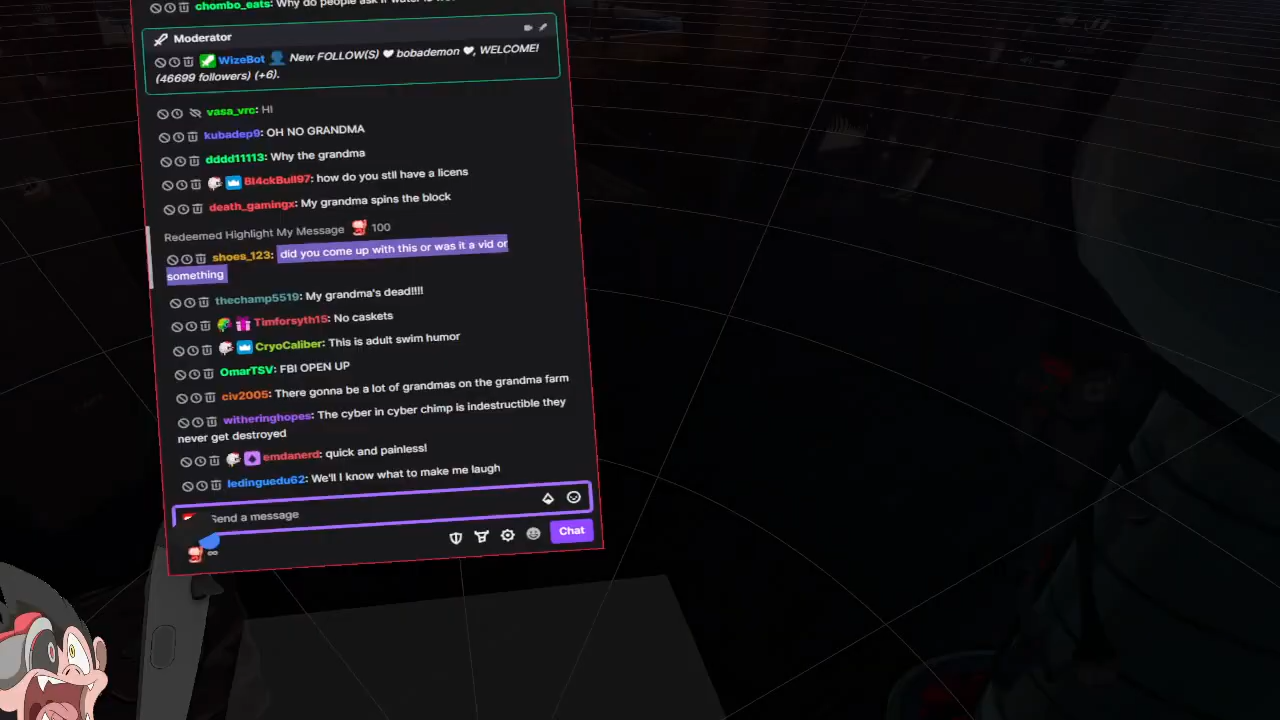 chombo_eats: Why do people ask if water is
Moderator
WizeBot New FOLLOW(S) ❤ bobademon ❤, WELCOME!
(46699 followers) (+6).
vasa_vrc: HI
kubadep9: OH NO GRANDMA
dddd11113: Why the grandma
Bl4ckBull97: how do you stll have a licens
death_gamingx: My grandma spins the block
Redeemed Highlight My Message 100
shoes_123: did you come up with this or was it a vid or
something
thechamp5519: My grandma's dead!!!!
Timforsyth15: No caskets
CryoCaliber: This is adult swim humor
OmarTSV: FBI OPEN UP
civ2005: There gonna be a lot of grandmas on the grandma farm
witheringhopes: The cyber in cyber chimp is indestructible they
never get destroyed
emdanerd: quick and painless!
ledinguedu62: We'll I know what to make me laugh
Send a message
∞
Chat